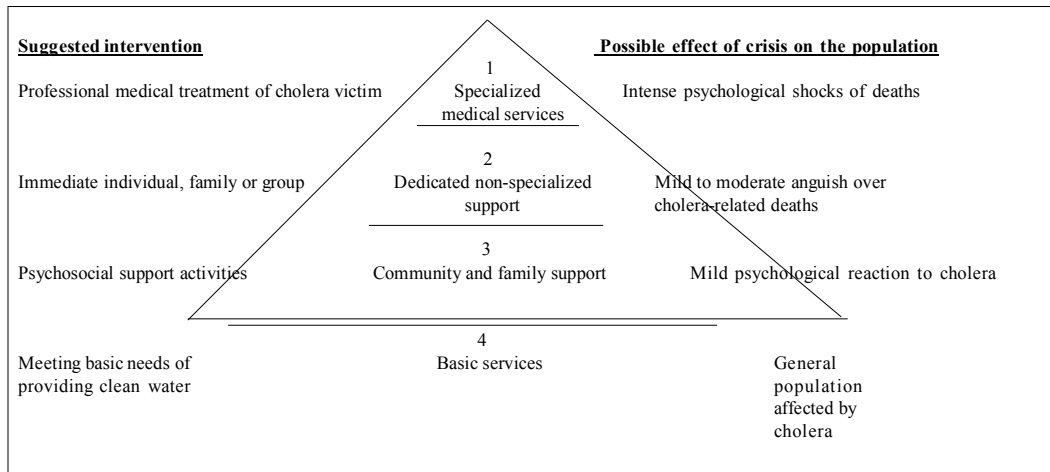 Suggested intervention
Possible effect of crisis on the population
1
Professional medical treatment of cholera victim
Specialized
medical services
Intense psychological shocks of deaths
2
Immediate individual, family or group
Dedicated non-specialized
support
Mild to moderate anguish over
cholera-related deaths
3
Psychosocial support activities
Community and family support
Mild psychological reaction to cholera
4
Meeting basic needs of
providing clean water
Basic services
General
population
affected by
cholera